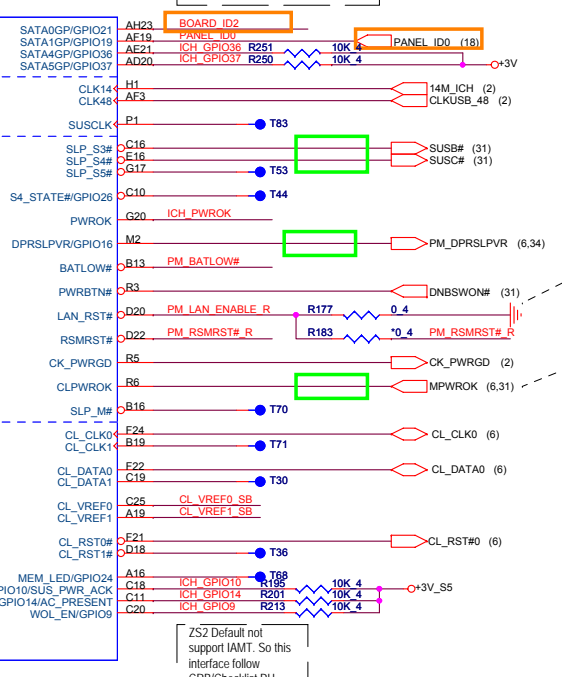 SATA0GP/GPIO21 AH23 BOARD_ID2
SATA1GP/GPIO19 AF19 PANEL_ID0 PANEL_ID0 (18)
SATA4GP/GPIO36 AE21 ICH_GPIO36 R251 10K_4
SATA5GP/GPIO37 AD20 ICH_GPIO37 R250 10K_4 +3V
CLK14 H1 14M_ICH (2)
CLK48 AF3 CLKUSB_48 (2)
SUSCLK P1 T83
SLP_S3# C16 SUSB# (31)
SLP_S4# E16 SUSC# (31)
SLP_S5# G17 T53
S4_STATE#/GPIO26 C10 T44
PWROK G20 ICH_PWROK
DPRSLPVR/GPIO16 M2 PM_DPRSLPVR (6,34)
BATLOW# B13 PM_BATLOW#
PWRBTN# R3 DNBSWON# (31)
LAN_RST# D20 PM_LAN_ENABLE_R R177 0_4
RSMRST# D22 PM_RSMRST#_R R183 *0_4 PM_RSMRST#_R
CK_PWRGD R5 CK_PWRGD (2)
CLPWROK R6 MPWROK (6,31)
SLP_M# B16 T70
CL_CLK0 F24 CL_CLK0 (6)
CL_CLK1 B19 T71
CL_DATA0 F22 CL_DATA0 (6)
CL_DATA1 C19 T30
CL_VREF0 C25 CL_VREF0_SB
CL_VREF1 A19 CL_VREF1_SB
CL_RST0# F21 CL_RST#0 (6)
CL_RST1# D18 T36
MEM_LED/GPIO24 A16 T68
PIO10/SUS_PWR_ACK C18 ICH_GPIO10 R195 10K_4 +3V_S5
GPIO14/AC_PRESENT C11 ICH_GPIO14 R201 10K_4
WOL_EN/GPIO9 C20 ICH_GPIO9 R213 10K_4
ZS2 Default not
support IAMT. So this
interface follow